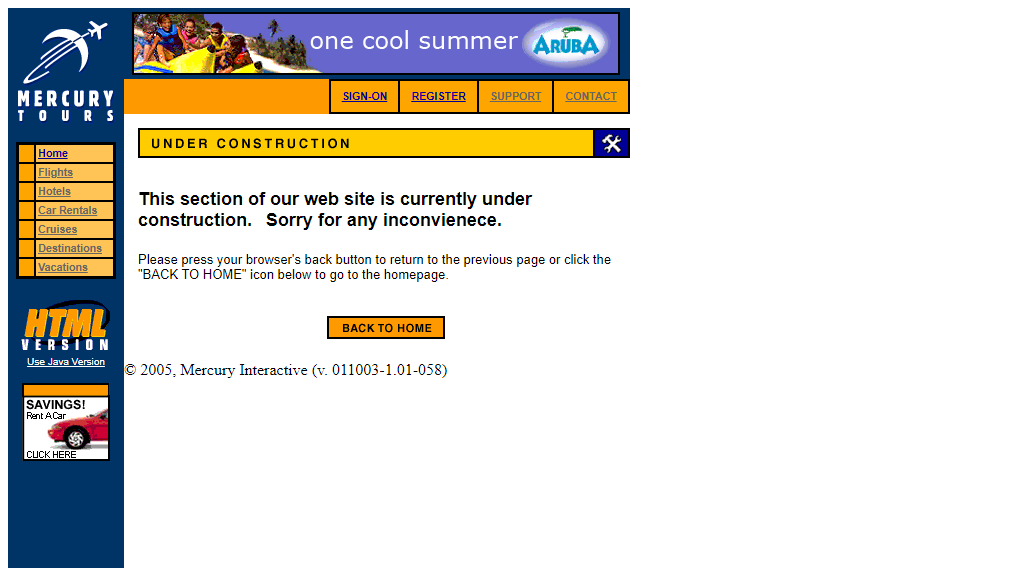 one cool summer ARUBA
MERCURY
TOURS
SIGN-ON REGISTER SUPPORT CONTACT
Home
Flights
Hotels
Car Rentals
Cruises
Destinations
Vacations
HTML
VERSION
Use Java Version
SAVINGS!
Rent A Car
CLICK HERE
UNDER CONSTRUCTION
This section of our web site is currently under
construction. Sorry for any inconvienece.
Please press your browser's back button to return to the previous page or click the
"BACK TO HOME" icon below to go to the homepage.
BACK TO HOME
© 2005, Mercury Interactive (v. 011003-1.01-058)